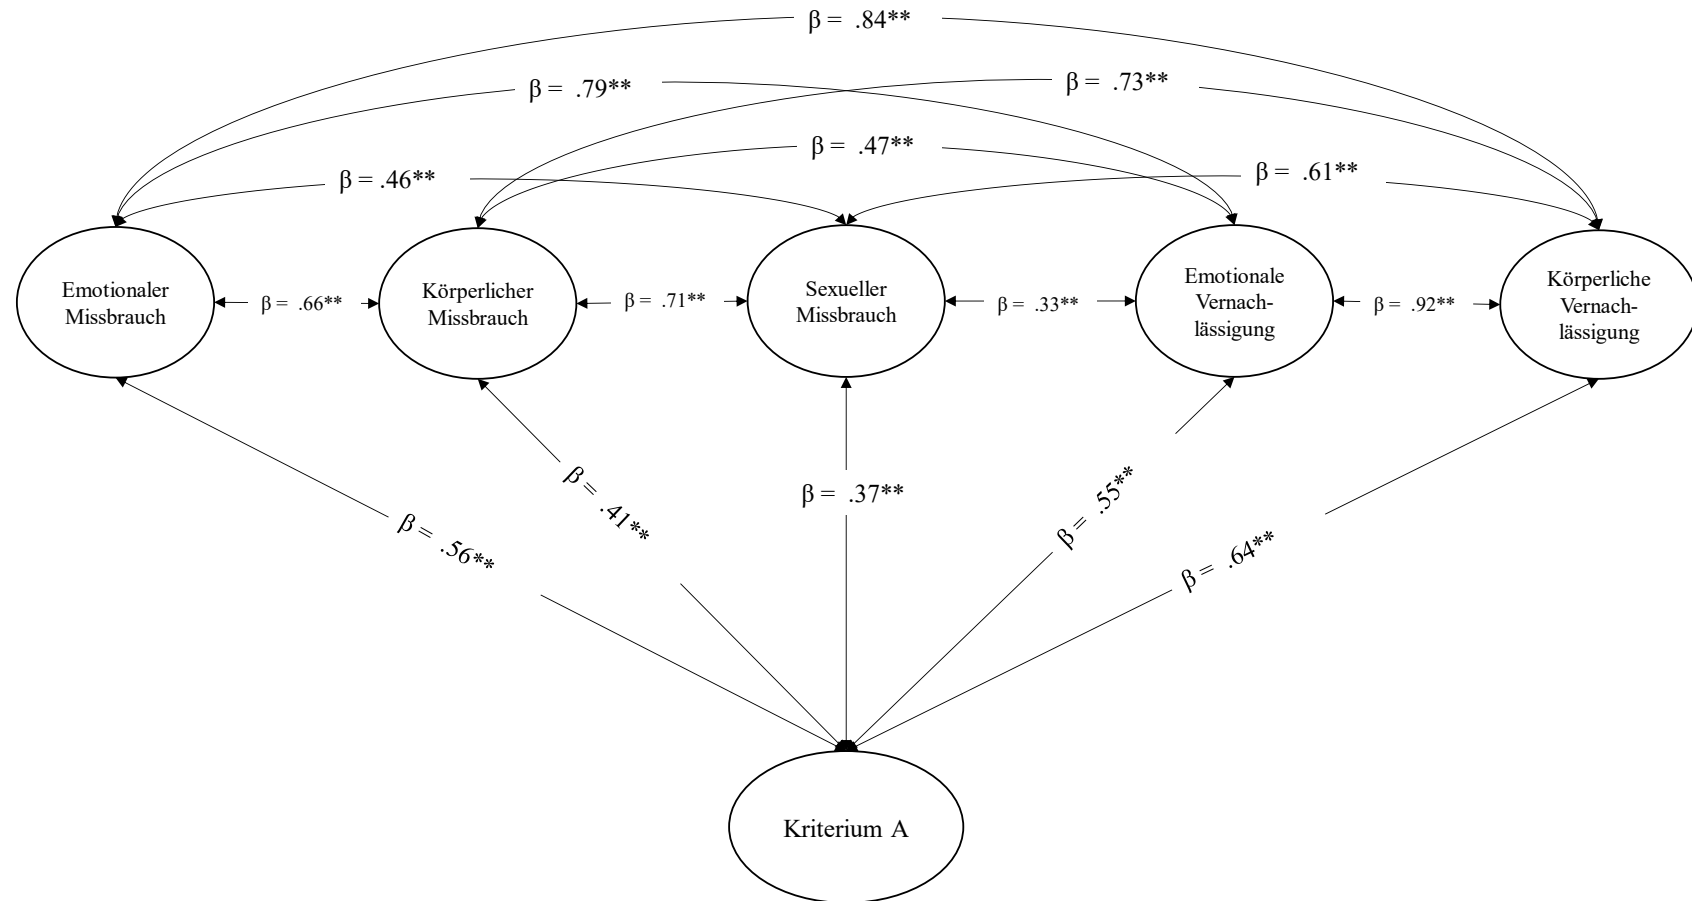 β = .84**
β = .79**
β = .73**
β = .47**
β = .46**
β = .61**
Emotionaler
Missbrauch
β = .66**
Körperlicher
Missbrauch
β = .71**
Sexueller
Missbrauch
β = .33**
Emotionale
Vernach-
lässigung
β = .92**
Körperliche
Vernach-
lässigung
β = .56**
β = .41**
β = .37**
β = .55**
β = .64**
Kriterium A